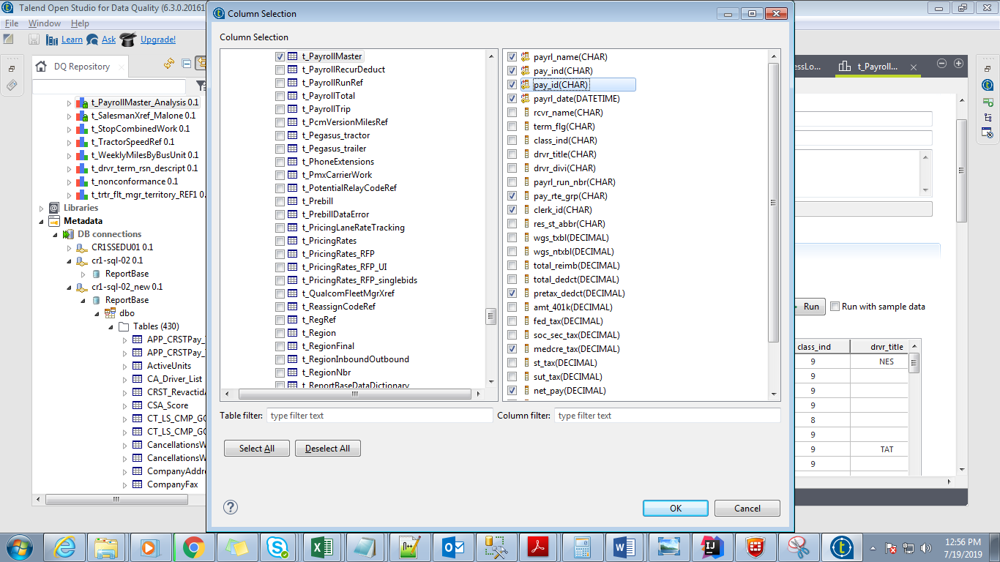 Talend Open Studio for Data Quality (6.3.0.20161
File Window Help
Learn Ask Upgrade!
DQ Repository
t_PayrollMaster_Analysis 0.1
t_SalesmanXref_Malone 0.1
t_StopCombinedWork 0.1
t_TractorSpeedRef 0.1
t_WeeklyMilesByBusUnit 0.1
t_drvr_term_rsn_descript 0.1
t_nonconformance 0.1
t_trtr_flt_mgr_territory_REF1 0.
Libraries
Metadata
DB connections
CR1SSEDU01 0.1
cr1-sql-02 0.1
ReportBase
cr1-sql-02_new 0.1
ReportBase
dbo
Tables (430)
APP_CRSTPay_
APP_CRSTPay_
ActiveUnits
CA_Driver_List
CRST_RevactidA
CSA_Score
CT_LS_CMP_GC
CT_LS_CMP_GC
CancellationsW
CancellationsW
CompanyAddre
CompanyFax
Column Selection
Column Selection
t_PayrollMaster
t_PayrollRecurDeduct
t_PayrollRunRef
t_PayrollTotal
t_PayrollTrip
t_PcmVersionMilesRef
t_Pegasus_tractor
t_Pegasus_trailer
t_PhoneExtensions
t_PmxCarrierWork
t_PotentialRelayCodeRef
t_Prebill
t_PrebillDataError
t_PricingLaneRateTracking
t_PricingRates
t_PricingRates_RFP
t_PricingRates_RFP_UI
t_PricingRates_RFP_singlebids
t_QualcomFleetMgrXref
t_ReassignCodeRef
t_RegRef
t_Region
t_RegionFinal
t_RegionInboundOutbound
t_RegionNbr
t_ReportBaseDataDictionary
payrl_name(CHAR)
pay_ind(CHAR)
pay_id(CHAR)
payrl_date(DATETIME)
rcvr_name(CHAR)
term_flg(CHAR)
class_ind(CHAR)
drvr_title(CHAR)
drvr_divi(CHAR)
payrl_run_nbr(CHAR)
pay_rte_grp(CHAR)
clerk_id(CHAR)
res_st_abbr(CHAR)
wgs_txbl(DECIMAL)
wgs_ntxbl(DECIMAL)
total_reimb(DECIMAL)
total_dedct(DECIMAL)
pretax_dedct(DECIMAL)
amt_401k(DECIMAL)
fed_tax(DECIMAL)
soc_sec_tax(DECIMAL)
medcre_tax(DECIMAL)
st_tax(DECIMAL)
sut_tax(DECIMAL)
net_pay(DECIMAL)
Table filter: type filter text Column filter: type filter text
Select All Deselect All
OK Cancel
essLo... t_Payroll...
Run Run with sample data
class_ind drvr_title
9 NES
9
9
9
8
9
9 TAT
9
12:56 PM
7/19/2019